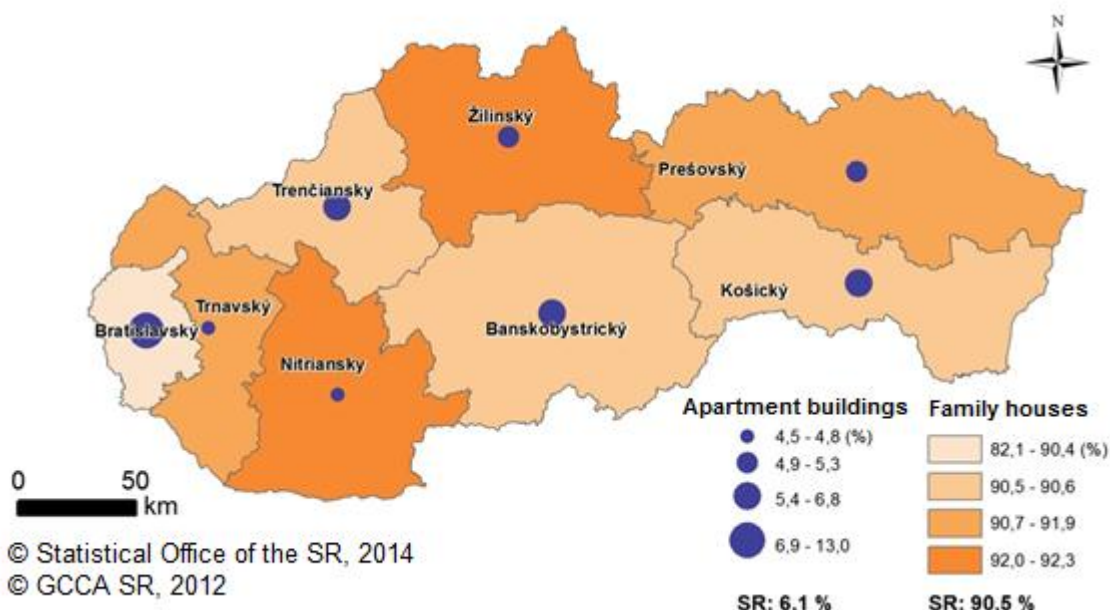 N
Žilinský
Prešovský
Trenčiansky
Košický
Trnavský
Bratislavský
Banskobystrický
Nitriansky
Apartment buildings
4,5 - 4,8 (%)
4,9 - 5,3
5,4 - 6,8
6,9 - 13,0
SR: 6,1 %
Family houses
82,1 - 90,4 (%)
90,5 - 90,6
90,7 - 91,9
92,0 - 92,3
SR: 90,5 %
0 50
km
© Statistical Office of the SR, 2014
© GCCA SR, 2012